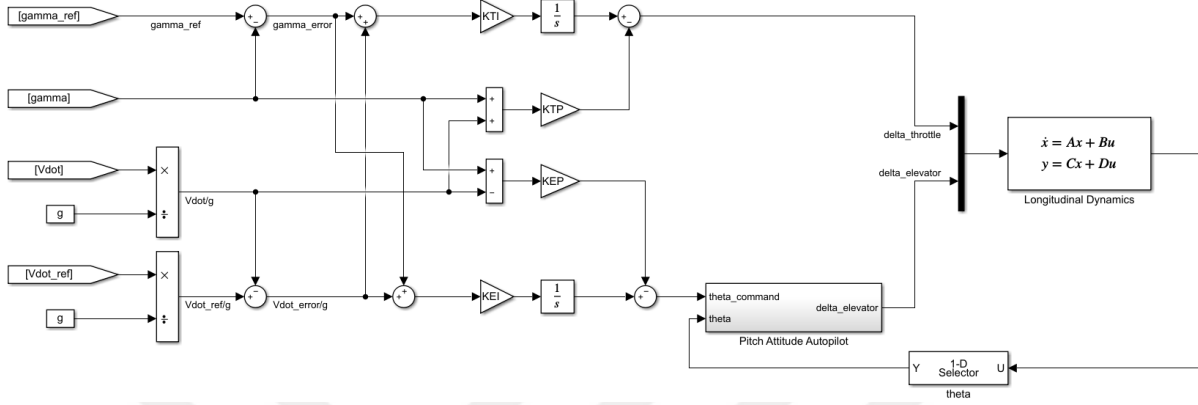 [gamma_ref]
gamma_ref
+
−
gamma_error
+
+
KTI
1
s
+
−
[gamma]
+
+
KTP
delta_throttle
ẋ = Ax + Bu
y = Cx + Du
Longitudinal Dynamics
[Vdot]
×
g
÷
Vdot/g
+
−
KEP
delta_elevator
[Vdot_ref]
×
g
÷
Vdot_ref/g
−
+
Vdot_error/g
+
+
KEI
1
s
−
+
theta_command
theta
delta_elevator
Pitch Attitude Autopilot
Y
1-D
Selector
U
theta